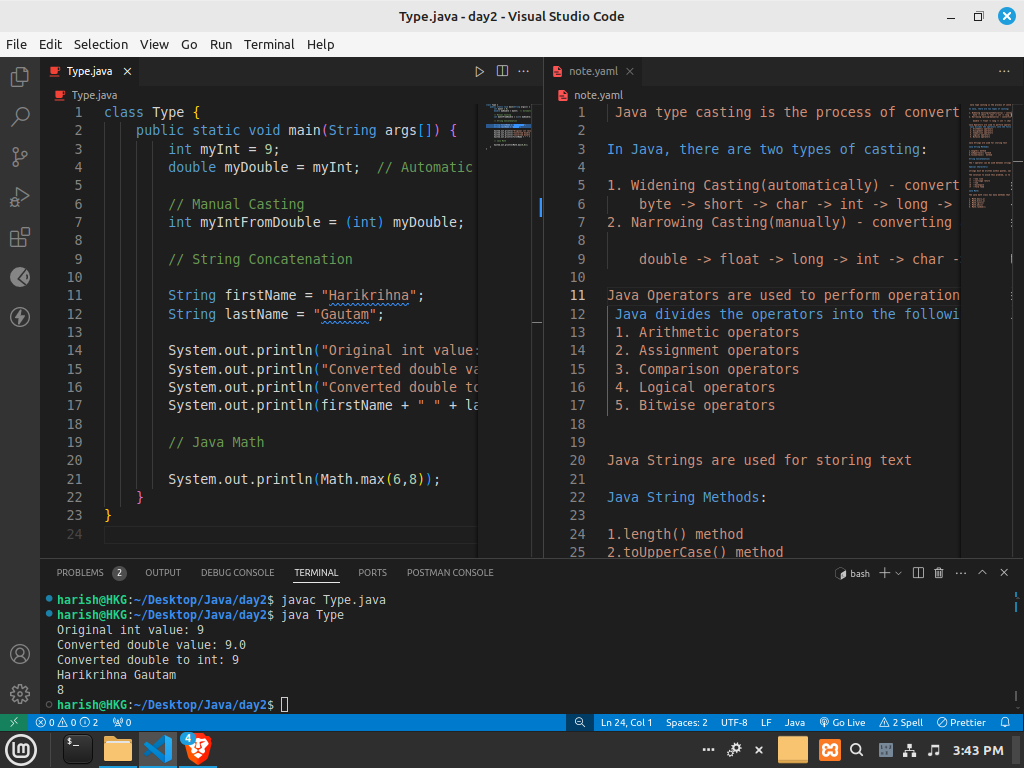 Type.java - day2 - Visual Studio Code
File Edit Selection View Go Run Terminal Help
Type.java
Type.java
1 class Type {
2 public static void main(String args[]) {
3 int myInt = 9;
4 double myDouble = myInt; // Automatic
5
6 // Manual Casting
7 int myIntFromDouble = (int) myDouble;
8
9 // String Concatenation
10
11 String firstName = "Harikrihna";
12 String lastName = "Gautam";
13
14 System.out.println("Original int value:
15 System.out.println("Converted double va
16 System.out.println("Converted double to
17 System.out.println(firstName + " " + la
18
19 // Java Math
20
21 System.out.println(Math.max(6,8));
22 }
23 }
24
note.yaml
note.yaml
1 Java type casting is the process of convert
2
3 In Java, there are two types of casting:
4
5 1. Widening Casting(automatically) - convert
6 byte -> short -> char -> int -> long ->
7 2. Narrowing Casting(manually) - converting
8
9 double -> float -> long -> int -> char -
10
11 Java Operators are used to perform operation
12 Java divides the operators into the followi
13 1. Arithmetic operators
14 2. Assignment operators
15 3. Comparison operators
16 4. Logical operators
17 5. Bitwise operators
18
19
20 Java Strings are used for storing text
21
22 Java String Methods:
23
24 1.length() method
25 2.toUpperCase() method
PROBLEMS 2 OUTPUT DEBUG CONSOLE TERMINAL PORTS POSTMAN CONSOLE bash
harish@HKG:~/Desktop/Java/day2$ javac Type.java
harish@HKG:~/Desktop/Java/day2$ java Type
Original int value: 9
Converted double value: 9.0
Converted double to int: 9
Harikrihna Gautam
8
harish@HKG:~/Desktop/Java/day2$
0 0 2 0 Ln 24, Col 1 Spaces: 2 UTF-8 LF Java Go Live 2 Spell Prettier
4 3:43 PM